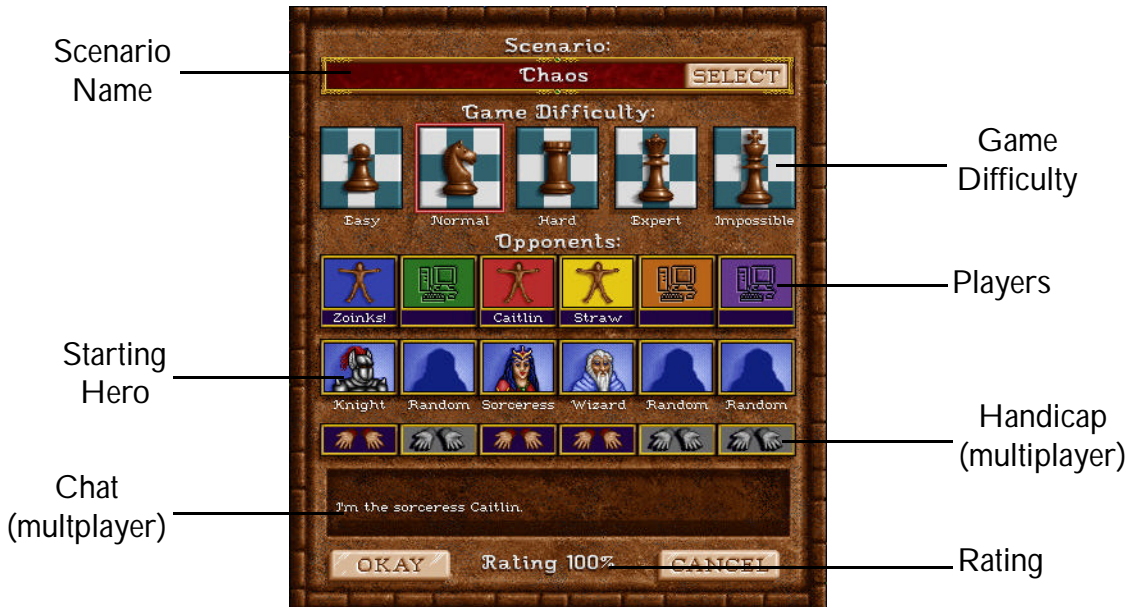 Scenario:
Scenario
Name
Chaos
SELECT
Game Difficulty:
Game
Difficulty
Easy
Normal
Hard
Expert
Impossible
Opponents:
Players
Zoinks!
Caitlin
Straw
Starting
Hero
Knight
Random
Sorceress
Wizard
Random
Random
Handicap
(multiplayer)
Chat
(multplayer)
I'm the sorceress Caitlin.
OKAY
Rating 100%
CANCEL
Rating